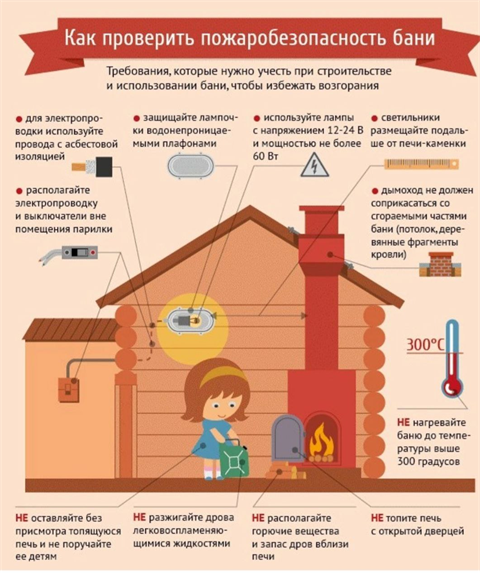 Как проверить пожаробезопасность бани
Требования, которые нужно учесть при строительстве
и использовании бани, чтобы избежать возгорания
для электропро-
водки используйте
провода с асбестовой
изоляцией
располагайте
электропроводку
и выключатели вне
помещения парилки
защищайте лампоч-
ки водонепроницае-
мыми плафонами
используйте лампы
с напряжением 12-24 В
и мощностью не более
60 Вт
светильники
размещайте подаль-
ше от печи-каменки
дымоход не должен
соприкасаться со
сгораемыми частями
бани (потолок, дере-
вянные фрагменты
кровли)
300°C
НЕ нагревайте
баню до темпе-
ратуры выше
300 градусов
НЕ оставляйте без
присмотра топящуюся
печь и не поручайте
ее детям
НЕ разжигайте дрова
легковоспламеняю-
щимися жидкостями
НЕ располагайте
горючие вещества
и запас дров вблизи
печи
НЕ топите печь
с открытой дверцей